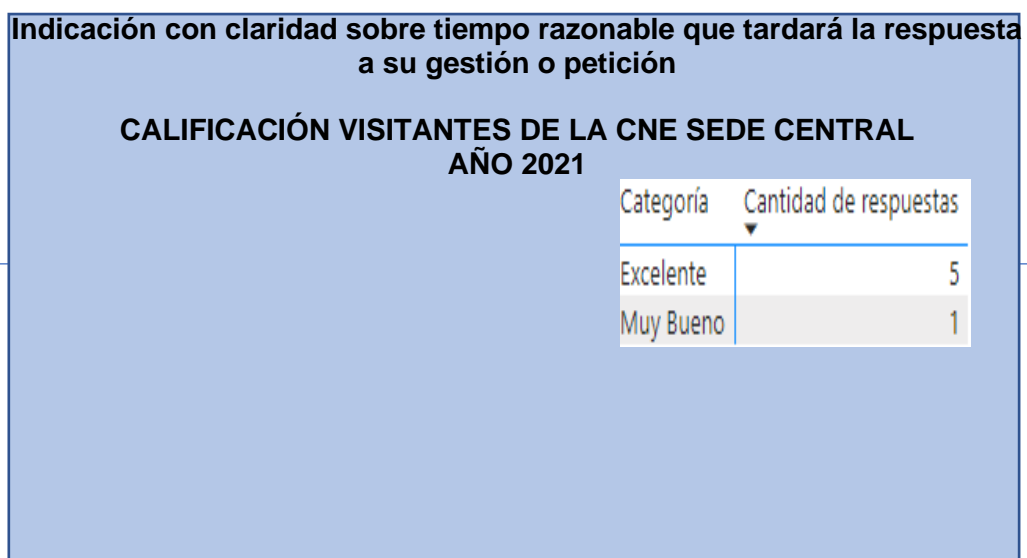 Indicación con claridad sobre tiempo razonable que tardará la respuesta
a su gestión o petición
CALIFICACIÓN VISITANTES DE LA CNE SEDE CENTRAL
AÑO 2021
Categoría Cantidad de respuestas
Excelente 5
Muy Bueno 1